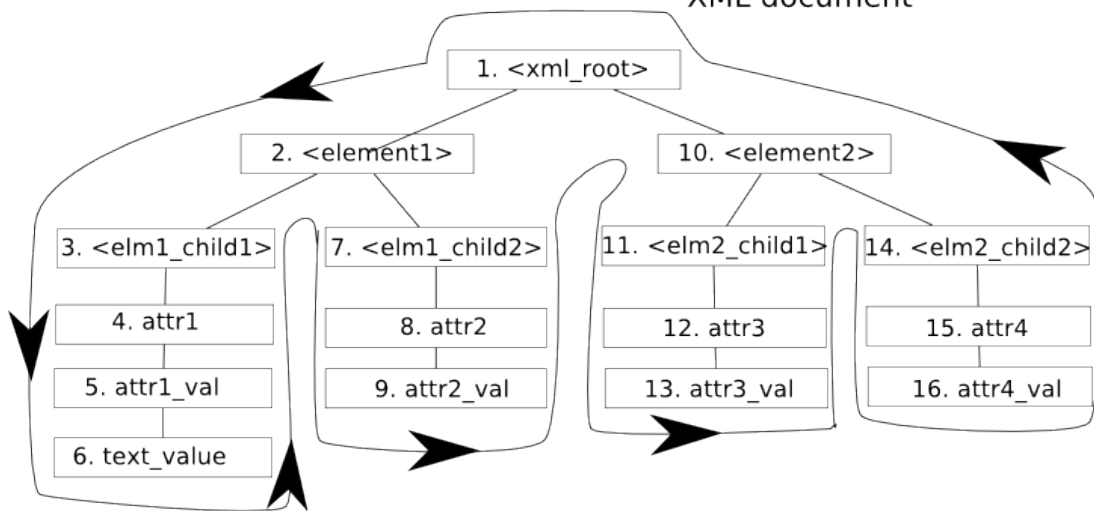 XML document
1. <xml_root>
2. <element1>
10. <element2>
3. <elm1_child1>
7. <elm1_child2>
11. <elm2_child1>
14. <elm2_child2>
4. attr1
8. attr2
12. attr3
15. attr4
5. attr1_val
9. attr2_val
13. attr3_val
16. attr4_val
6. text_value